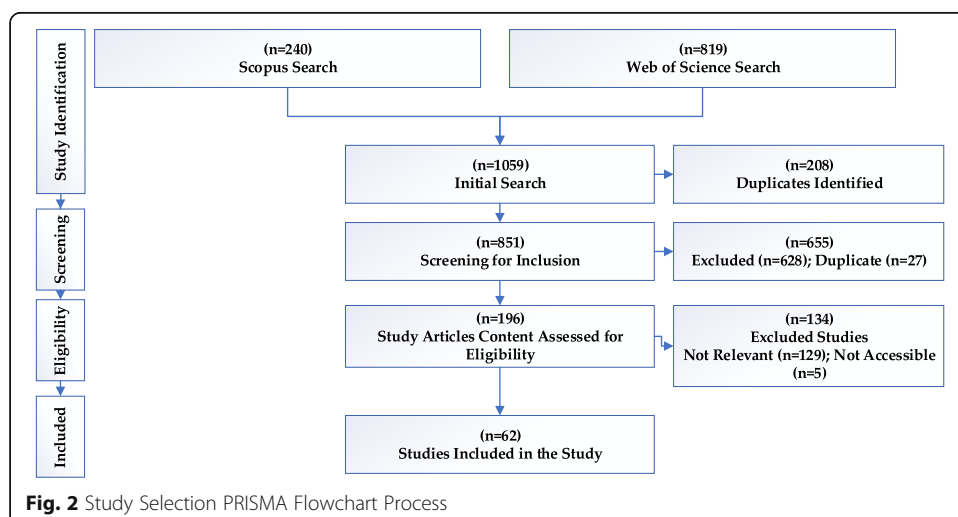 Study Identification
(n=240)
Scopus Search
(n=819)
Web of Science Search
(n=1059)
Initial Search
(n=208)
Duplicates Identified
Screening
(n=851)
Screening for Inclusion
(n=655)
Excluded (n=628); Duplicate (n=27)
Eligibility
(n=196)
Study Articles Content Assessed for
Eligibility
(n=134)
Excluded Studies
Not Relevant (n=129); Not Accessible
(n=5)
Included
(n=62)
Studies Included in the Study
Fig. 2 Study Selection PRISMA Flowchart Process